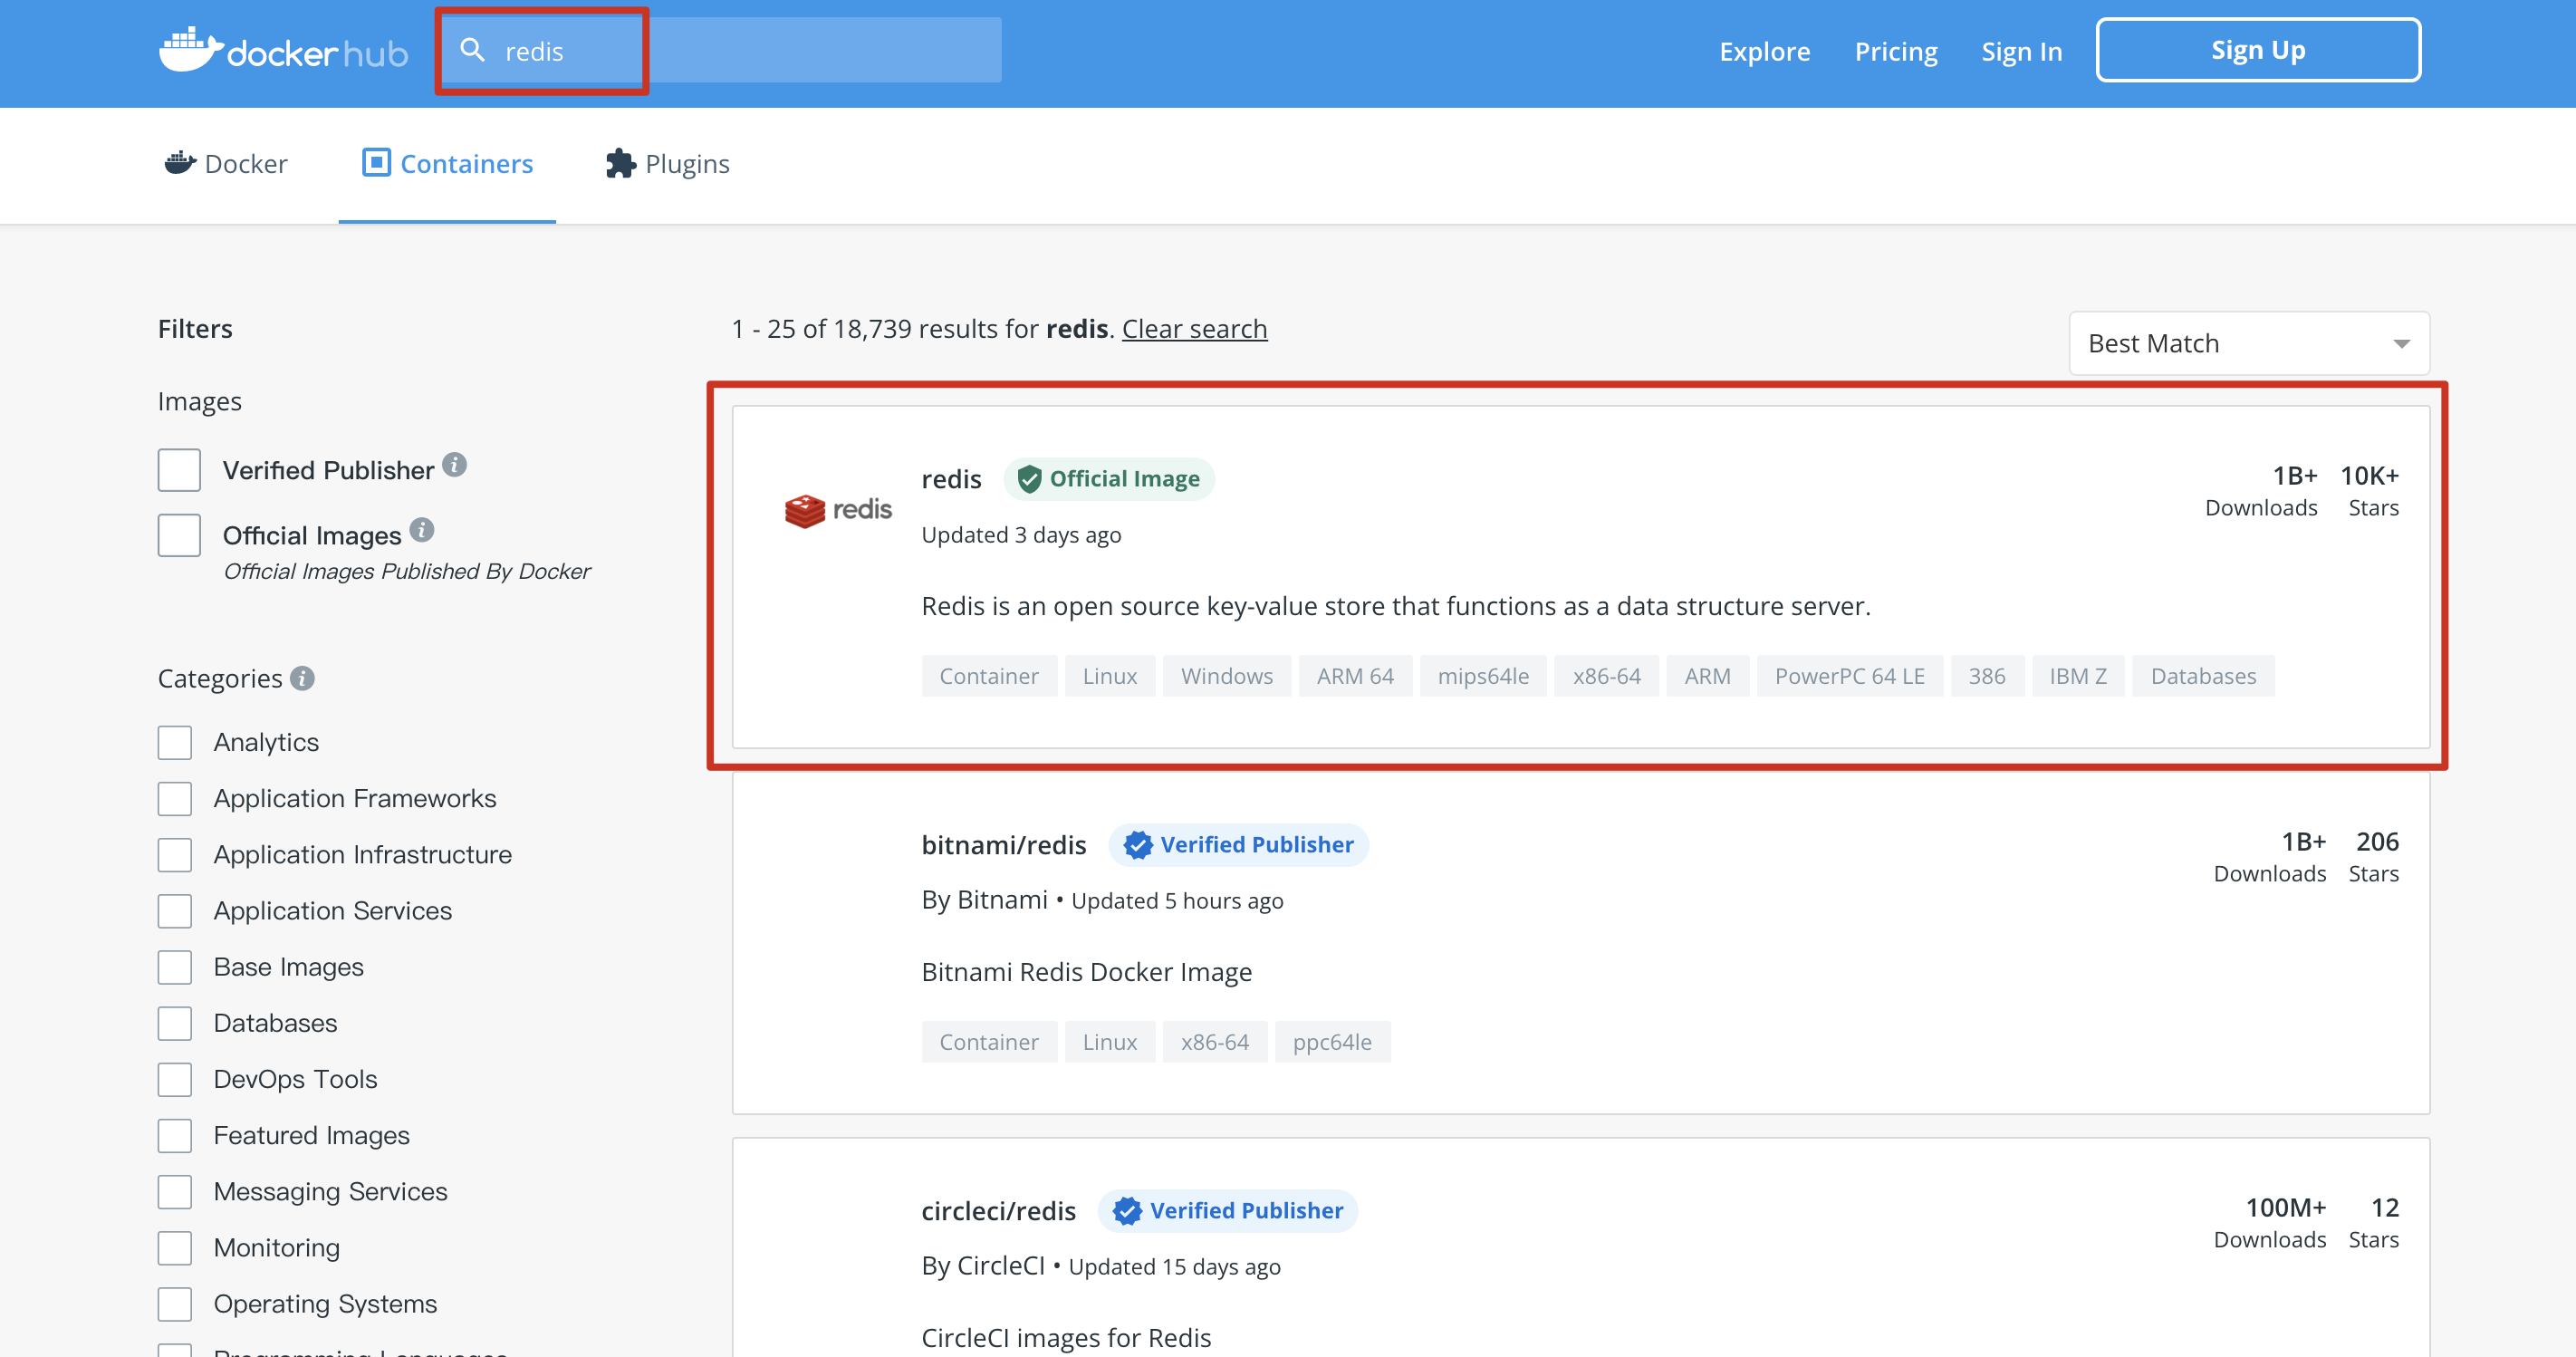 docker hub
redis
Explore
Pricing
Sign In
Sign Up
Docker
Containers
Plugins
Filters
Images
Verified Publisher
Official Images
Official Images Published By Docker
Categories
Analytics
Application Frameworks
Application Infrastructure
Application Services
Base Images
Databases
DevOps Tools
Featured Images
Messaging Services
Monitoring
Operating Systems
Programming Languages
1 - 25 of 18,739 results for redis. Clear search
Best Match
redis
redis Official Image
Updated 3 days ago
1B+ 10K+
Downloads Stars
Redis is an open source key-value store that functions as a data structure server.
Container Linux Windows ARM 64 mips64le x86-64 ARM PowerPC 64 LE 386 IBM Z Databases
bitnami/redis Verified Publisher
By Bitnami • Updated 5 hours ago
1B+ 206
Downloads Stars
Bitnami Redis Docker Image
Container Linux x86-64 ppc64le
circleci/redis Verified Publisher
By CircleCI • Updated 15 days ago
100M+ 12
Downloads Stars
CircleCI images for Redis